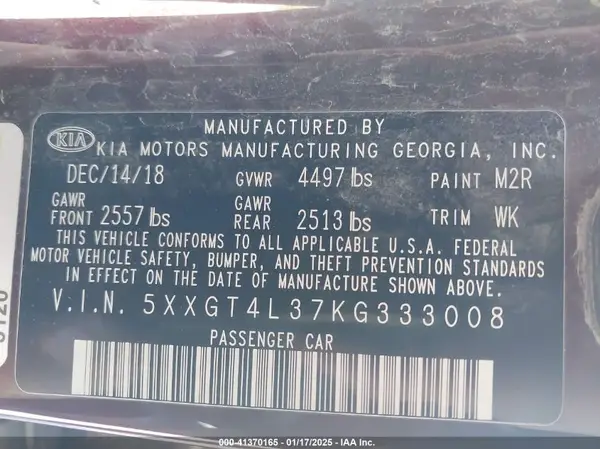 MANUFACTURED BY
KIA KIA MOTORS MANUFACTURING GEORGIA, INC.
DEC/14/18 GVWR 4497 lbs PAINT M2R
GAWR FRONT 2557 lbs GAWR REAR 2513 lbs TRIM WK
THIS VEHICLE CONFORMS TO ALL APPLICABLE U.S.A. FEDERAL
MOTOR VEHICLE SAFETY, BUMPER, AND THEFT PREVENTION STANDARDS
IN EFFECT ON THE DATE OF MANUFACTURE SHOWN ABOVE.
V.I.N. 5XXGT4L37KG333008
PASSENGER CAR
Owner: 41370165 - 01/17/2025 - IAA Inc.